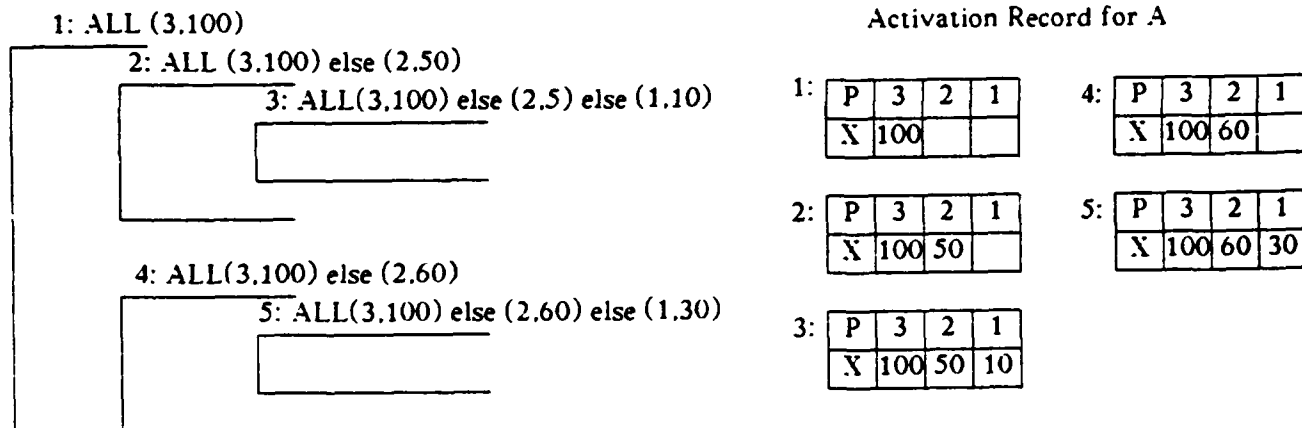 1: ALL (3,100)
2: ALL (3,100) else (2,50)
3: ALL(3,100) else (2,5) else (1,10)
4: ALL(3,100) else (2,60)
5: ALL(3,100) else (2,60) else (1,30)
Activation Record for A
1: P 3 2 1
X 100
2: P 3 2 1
X 100 50
3: P 3 2 1
X 100 50 10
4: P 3 2 1
X 100 60
5: P 3 2 1
X 100 60 30